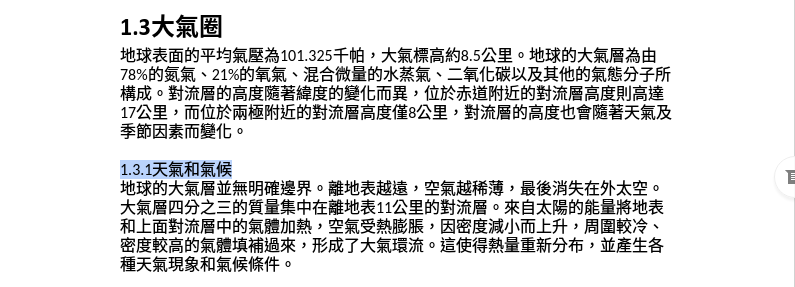 1.3大氣圈
地球表面的平均氣壓為101.325千帕，大氣標高約8.5公里。地球的大氣層為由
78%的氮氣、21%的氧氣、混合微量的水蒸氣、二氧化碳以及其他的氣態分子所
構成。對流層的高度隨著緯度的變化而異，位於赤道附近的對流層高度則高達
17公里，而位於兩極附近的對流層高度僅8公里，對流層的高度也會隨著天氣及
季節因素而變化。
1.3.1天氣和氣候
地球的大氣層並無明確邊界。離地表越遠，空氣越稀薄，最後消失在外太空。
大氣層四分之三的質量集中在離地表11公里的對流層。來自太陽的能量將地表
和上面對流層中的氣體加熱，空氣受熱膨脹，因密度減小而上升，周圍較冷、
密度較高的氣體填補過來，形成了大氣環流。這使得熱量重新分布，並產生各
種天氣現象和氣候條件。